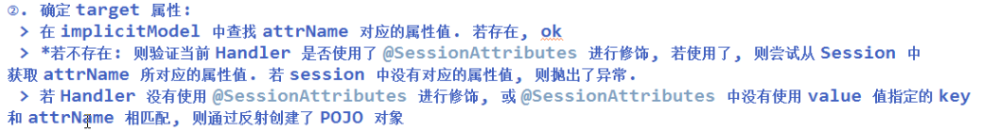 ②. 确定 target 属性:
> 在 implicitModel 中查找 attrName 对应的属性值. 若存在, ok
> *若不存在: 则验证当前 Handler 是否使用了 @SessionAttributes 进行修饰, 若使用了, 则尝试从 Session 中
获取 attrName 所对应的属性值. 若 session 中没有对应的属性值, 则抛出了异常.
> 若 Handler 没有使用 @SessionAttributes 进行修饰, 或 @SessionAttributes 中没有使用 value 值指定的 key
和 attrName 相匹配, 则通过反射创建了 POJO 对象